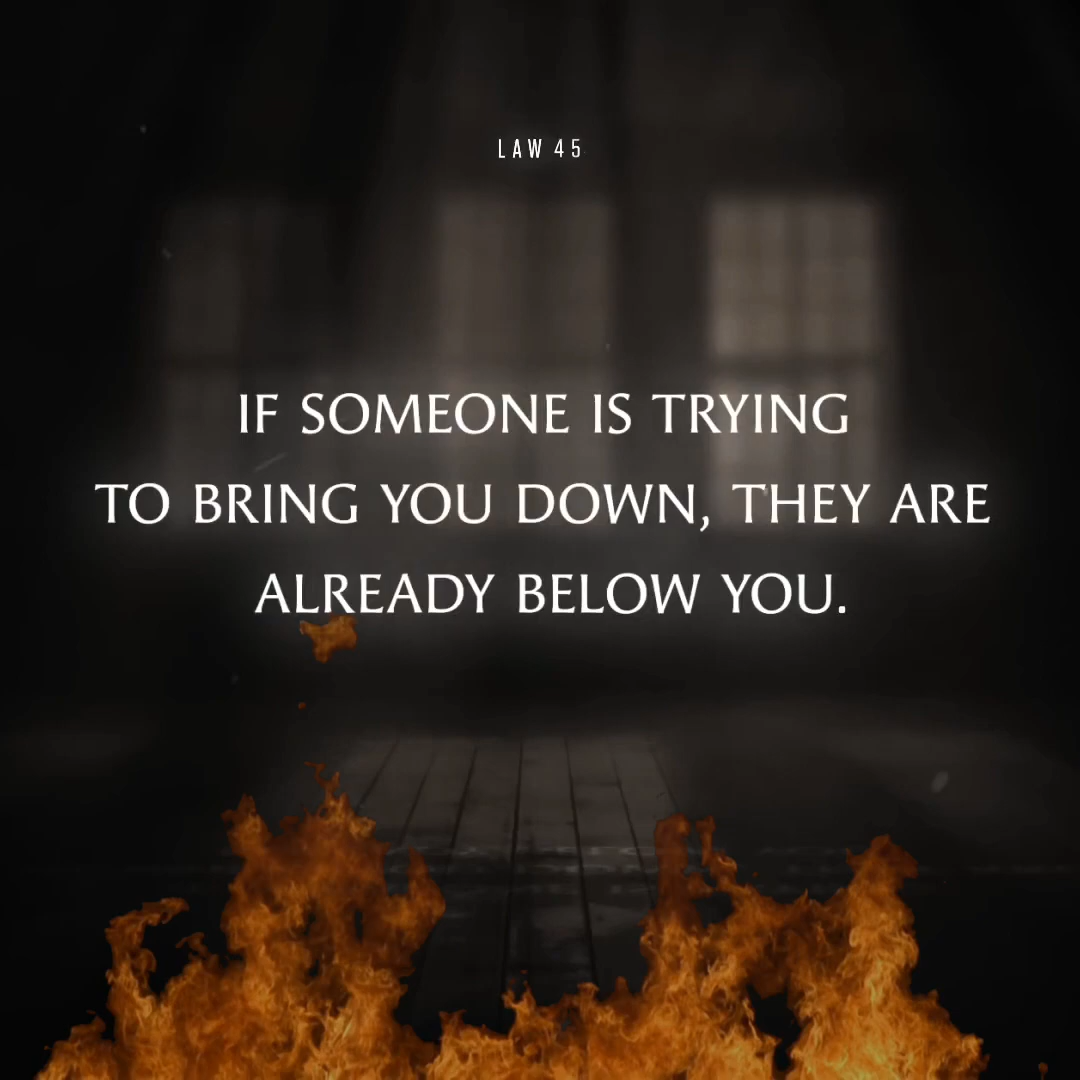 LAW 45
IF SOMEONE IS TRYING
TO BRING YOU DOWN, THEY ARE
ALREADY BELOW YOU.